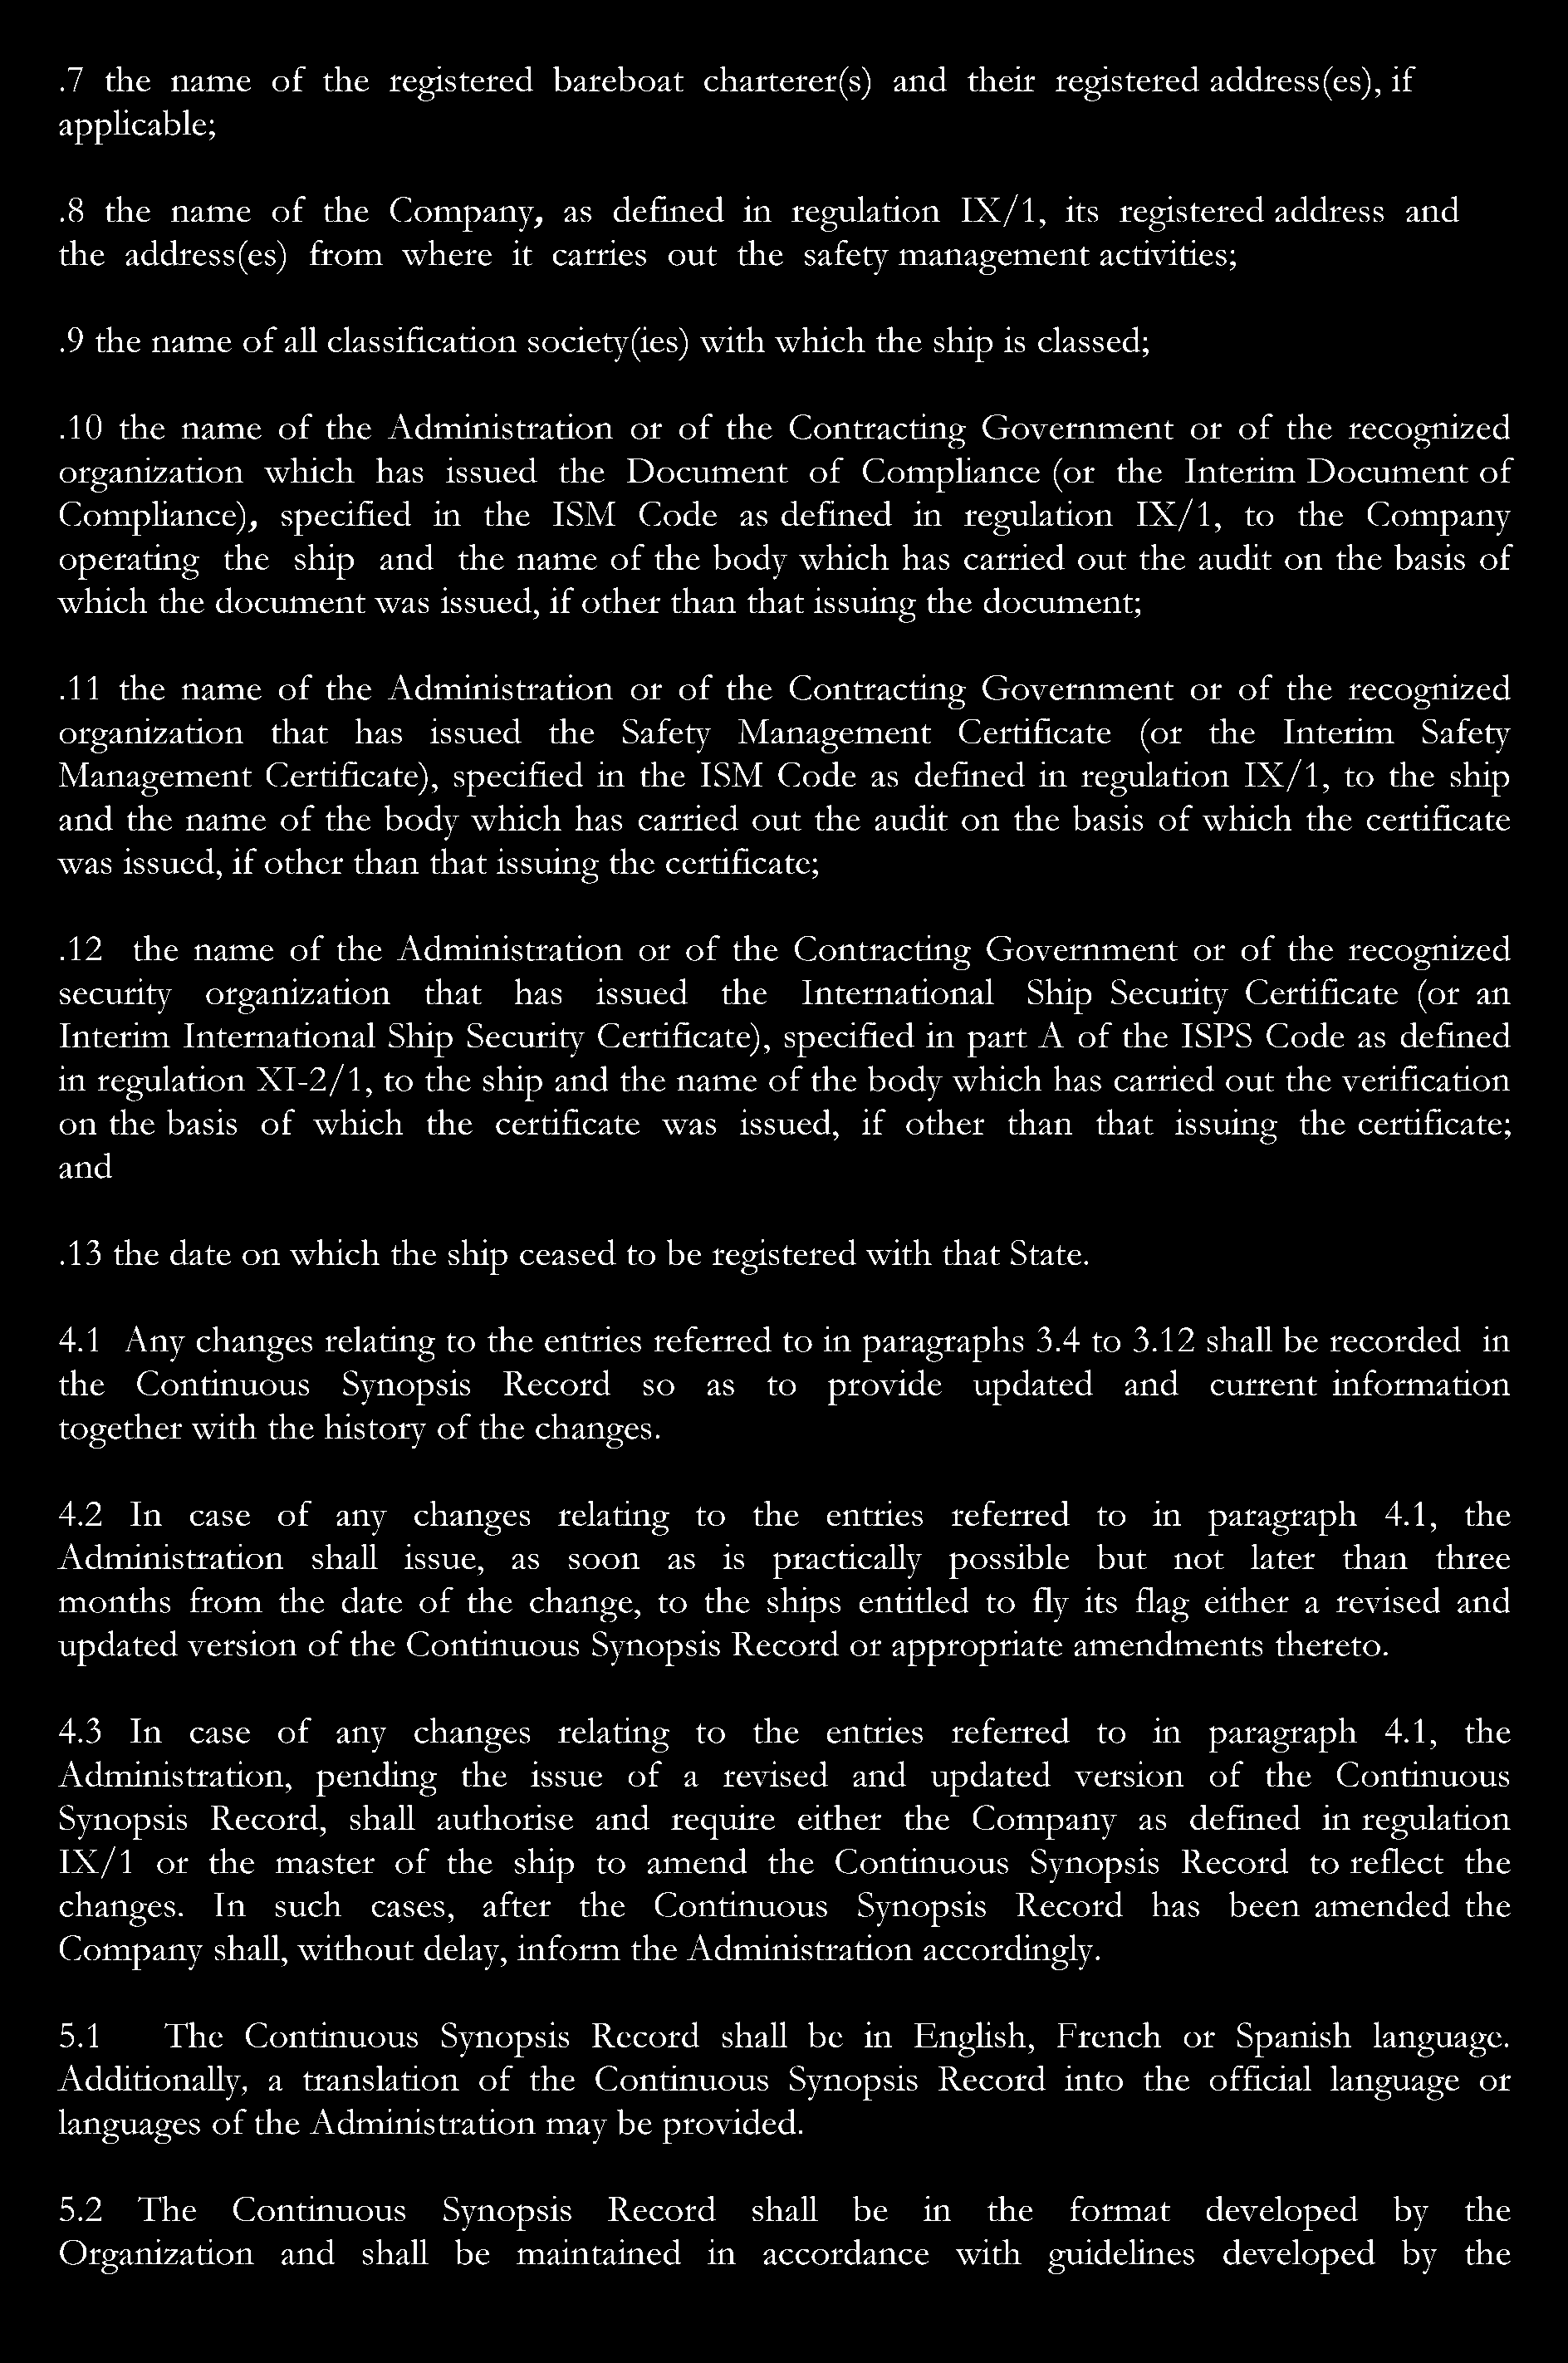 .7 the name of the registered bareboat charterer(s) and their registered address(es), if
applicable;
.8 the name of the Company, as defined in regulation IX/1, its registered address and
the address(es) from where it carries out the safety management activities;
.9 the name of all classification society(ies) with which the ship is classed;
.10 the name of the Administration or of the Contracting Government or of the recognized
organization which has issued the Document of Compliance (or the Interim Document of
Compliance), specified in the ISM Code as defined in regulation IX/1, to the Company
operating the ship and the name of the body which has carried out the audit on the basis of
which the document was issued, if other than that issuing the document;
.11 the name of the Administration or of the Contracting Government or of the recognized
organization that has issued the Safety Management Certificate (or the Interim Safety
Management Certificate), specified in the ISM Code as defined in regulation IX/1, to the ship
and the name of the body which has carried out the audit on the basis of which the certificate
was issued, if other than that issuing the certificate;
.12 the name of the Administration or of the Contracting Government or of the recognized
security organization that has issued the International Ship Security Certificate (or an
Interim International Ship Security Certificate), specified in part A of the ISPS Code as defined
in regulation XI-2/1, to the ship and the name of the body which has carried out the verification
on the basis of which the certificate was issued, if other than that issuing the certificate;
and
.13 the date on which the ship ceased to be registered with that State.
4.1 Any changes relating to the entries referred to in paragraphs 3.4 to 3.12 shall be recorded in
the Continuous Synopsis Record so as to provide updated and current information
together with the history of the changes.
4.2 In case of any changes relating to the entries referred to in paragraph 4.1, the
Administration shall issue, as soon as is practically possible but not later than three
months from the date of the change, to the ships entitled to fly its flag either a revised and
updated version of the Continuous Synopsis Record or appropriate amendments thereto.
4.3 In case of any changes relating to the entries referred to in paragraph 4.1, the
Administration, pending the issue of a revised and updated version of the Continuous
Synopsis Record, shall authorise and require either the Company as defined in regulation
IX/1 or the master of the ship to amend the Continuous Synopsis Record to reflect the
changes. In such cases, after the Continuous Synopsis Record has been amended the
Company shall, without delay, inform the Administration accordingly.
5.1 The Continuous Synopsis Record shall be in English, French or Spanish language.
Additionally, a translation of the Continuous Synopsis Record into the official language or
languages of the Administration may be provided.
5.2 The Continuous Synopsis Record shall be in the format developed by the
Organization and shall be maintained in accordance with guidelines developed by the